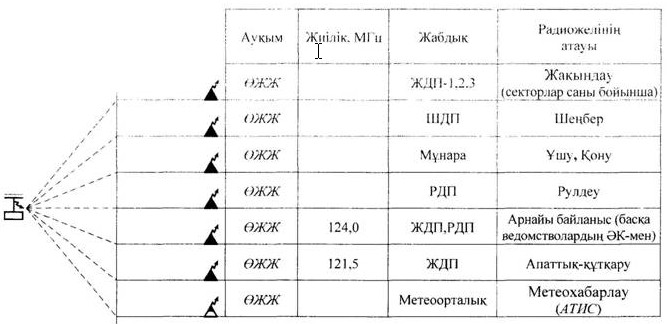 Ауқым Жиілік. МГц Жабдық Радиожелінің
атауы
ӨЖЖ ЖДП-1,2.3 Жақындау
(секторлар саны бойынша)
ӨЖЖ ШДП Шеңбер
ӨЖЖ Мұнара Ұшу, Қону
ӨЖЖ РДП Рулдеу
ӨЖЖ 124,0 ЖДП,РДП Арнайы байланыс (басқа
ведомстволардың ӘК-мен)
ӨЖЖ 121,5 ЖДП Апаттық-құтқару
ӨЖЖ Метеоорталық Метеохабарлау
(АТИС)